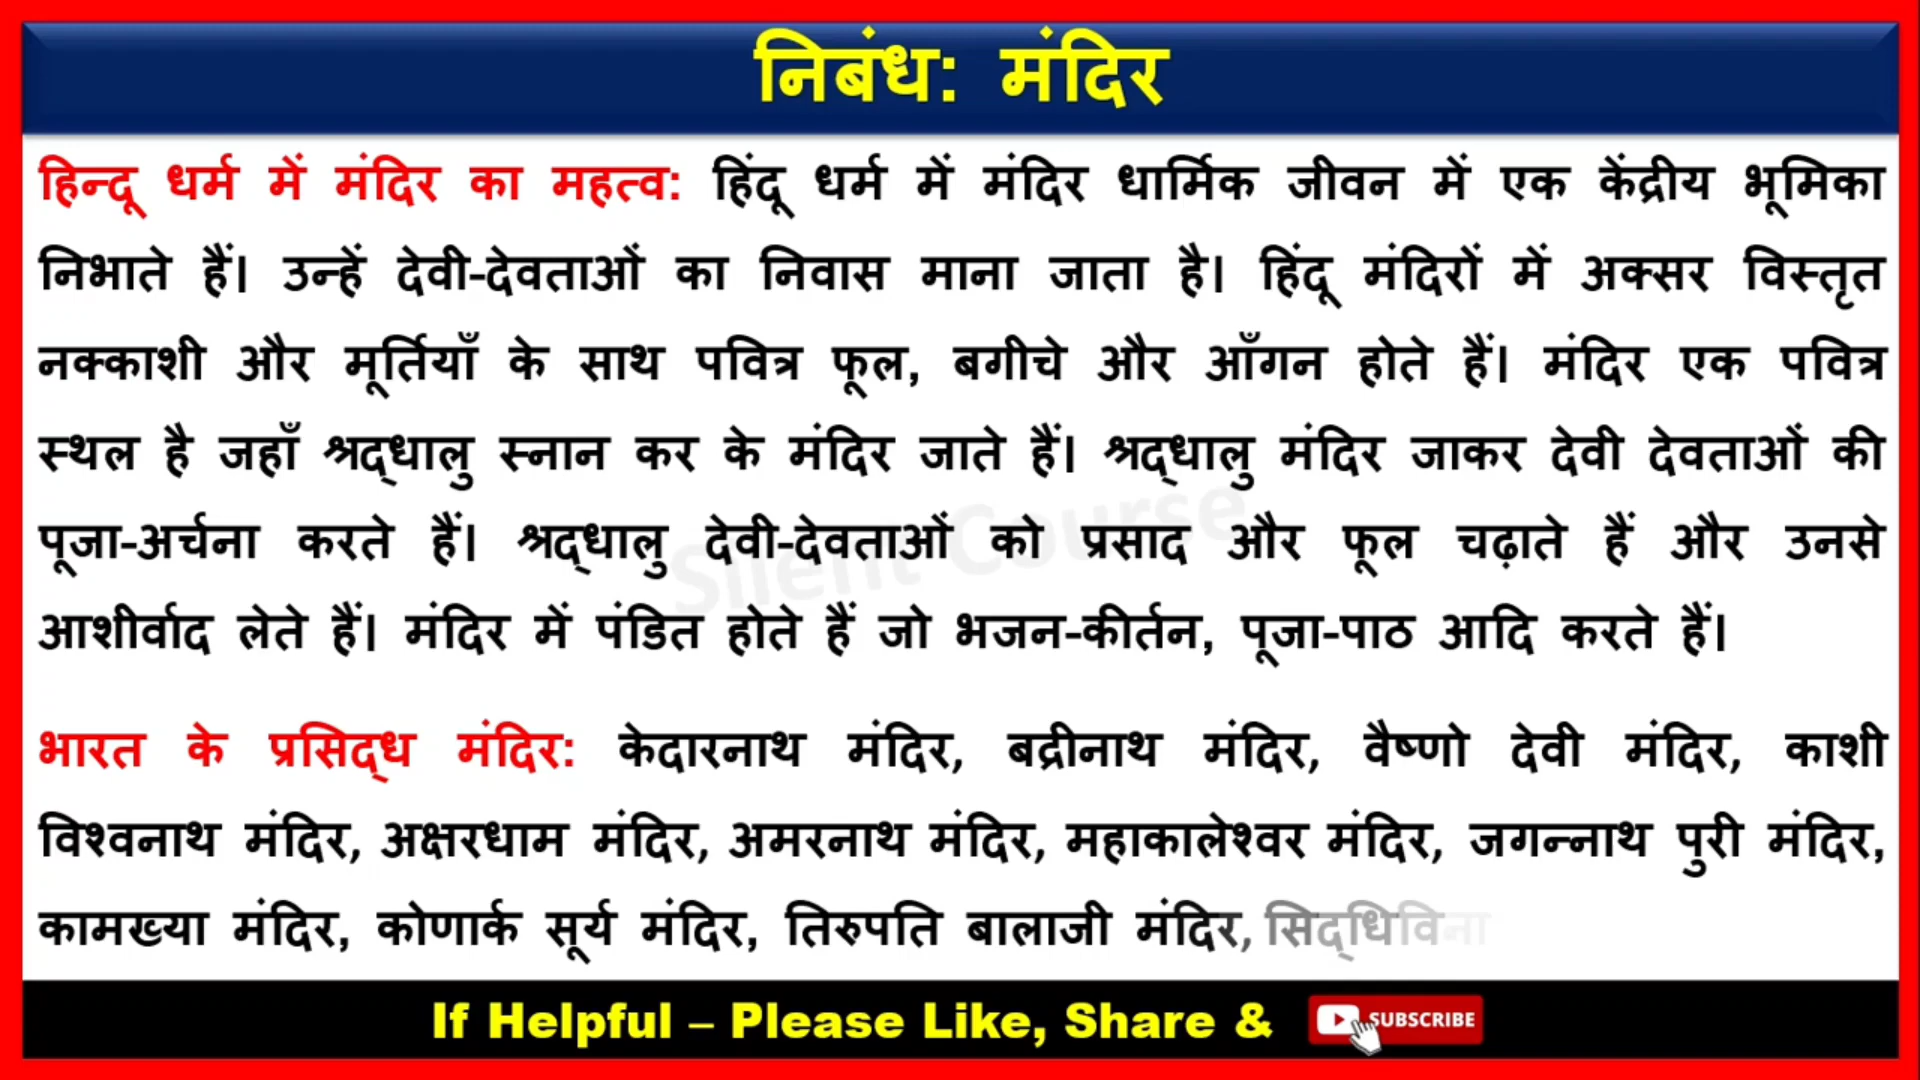 निबंध: मंदिर
हिन्दू धर्म में मंदिर का महत्व: हिंदू धर्म में मंदिर धार्मिक जीवन में एक केंद्रीय भूमिका
निभाते हैं। उन्हें देवी-देवताओं का निवास माना जाता है। हिंदू मंदिरों में अक्सर विस्तृत
नक्काशी और मूर्तियाँ के साथ पवित्र फूल, बगीचे और आँगन होते हैं। मंदिर एक पवित्र
स्थल है जहाँ श्रद्धालु स्नान कर के मंदिर जाते हैं। श्रद्धालु मंदिर जाकर देवी देवताओं की
पूजा-अर्चना करते हैं। श्रद्धालु देवी-देवताओं को प्रसाद और फूल चढ़ाते हैं और उनसे
Silent Course
आशीर्वाद लेते हैं। मंदिर में पंडित होते हैं जो भजन-कीर्तन, पूजा-पाठ आदि करते हैं।
भारत के प्रसिद्ध मंदिर: केदारनाथ मंदिर, बद्रीनाथ मंदिर, वैष्णो देवी मंदिर, काशी
विश्वनाथ मंदिर, अक्षरधाम मंदिर, अमरनाथ मंदिर, महाकालेश्वर मंदिर, जगन्नाथ पुरी मंदिर,
कामख्या मंदिर, कोणार्क सूर्य मंदिर, तिरुपति बालाजी मंदिर, सिद्धिविना
If Helpful – Please Like, Share &
SUBSCRIBE